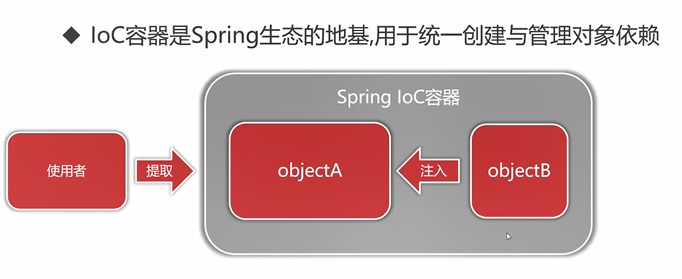 IoC容器是Spring生态的地基,用于统一创建与管理对象依赖
Spring IoC容器
使用者
提取
objectA
注入
objectB